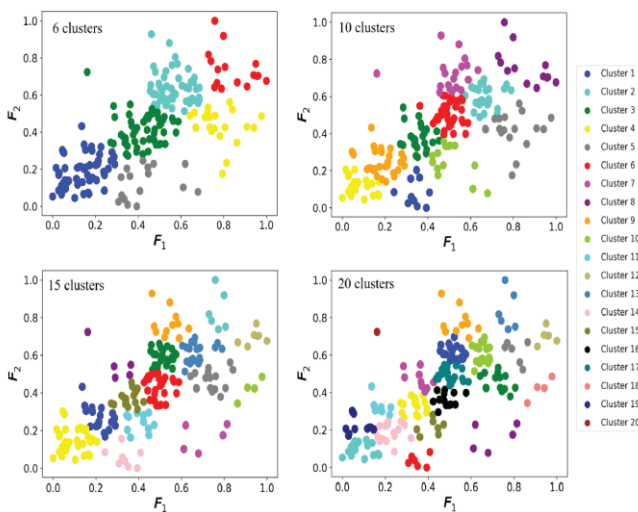 6 clusters
1.0
0.8
0.6
0.4
0.2
0.0
F2
0.0 0.2 0.4 0.6 0.8 1.0
F1
10 clusters
1.0
0.8
0.6
0.4
0.2
0.0
F2
0.0 0.2 0.4 0.6 0.8 1.0
F1
15 clusters
1.0
0.8
0.6
0.4
0.2
0.0
F2
0.0 0.2 0.4 0.6 0.8 1.0
F1
20 clusters
1.0
0.8
0.6
0.4
0.2
0.0
F2
0.0 0.2 0.4 0.6 0.8 1.0
F1
Cluster 1
Cluster 2
Cluster 3
Cluster 4
Cluster 5
Cluster 6
Cluster 7
Cluster 8
Cluster 9
Cluster 10
Cluster 11
Cluster 12
Cluster 13
Cluster 14
Cluster 15
Cluster 16
Cluster 17
Cluster 18
Cluster 19
Cluster 20